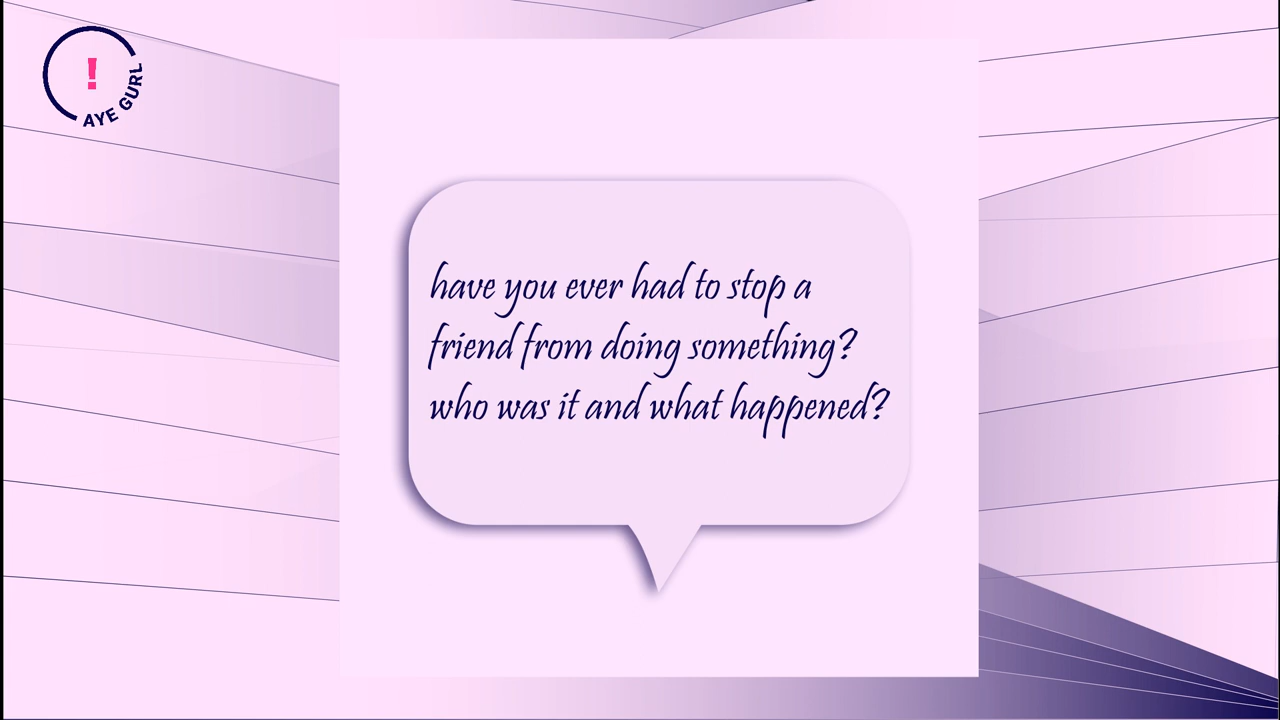 !
AYE GURL
have you ever had to stop a
friend from doing something?
who was it and what happened?